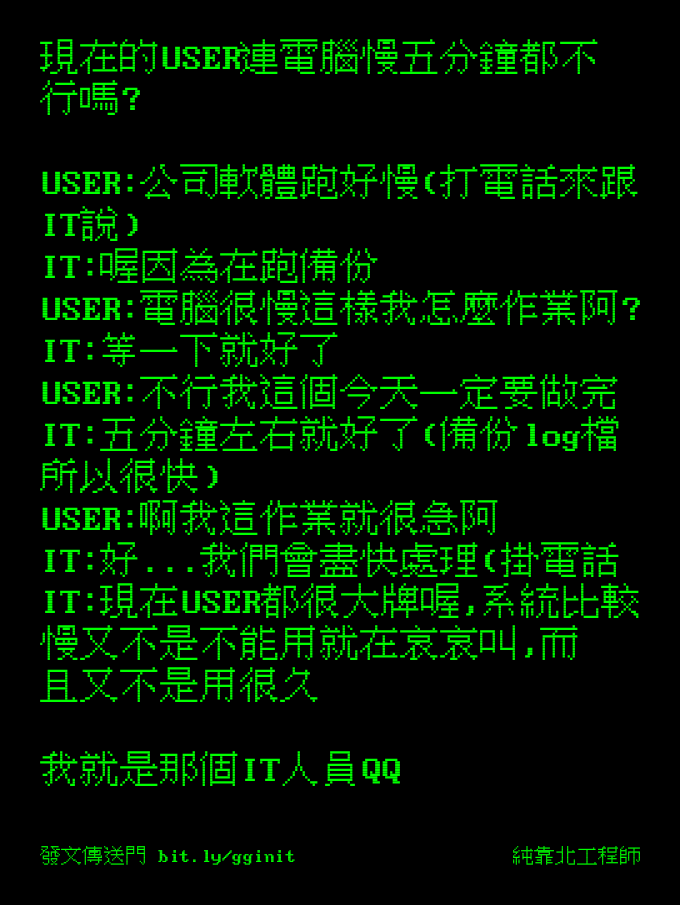 現在的USER連電腦慢五分鐘都不
行嗎?
USER:公司軟體跑好慢(打電話來跟
IT說)
IT:喔因為在跑備份
USER:電腦很慢這樣我怎麼作業阿?
IT:等一下就好了
USER:不行我這個今天一定要做完
IT:五分鐘左右就好了(備份log檔
所以很快)
USER:啊我這作業就很急阿
IT:好...我們會盡快處理(掛電話
IT:現在USER都很大牌喔,系統比較
慢又不是不能用就在哀哀叫,而
且又不是用很久
我就是那個IT人員QQ
發文傳送門 bit.ly/gginit
純靠北工程師